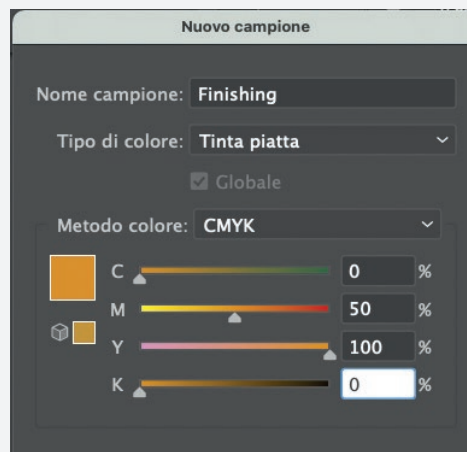 Nuovo campione
Nome campione: Finishing
Tipo di colore: Tinta piatta
Globale
Metodo colore: CMYK
C 0 %
M 50 %
Y 100 %
K 0 %